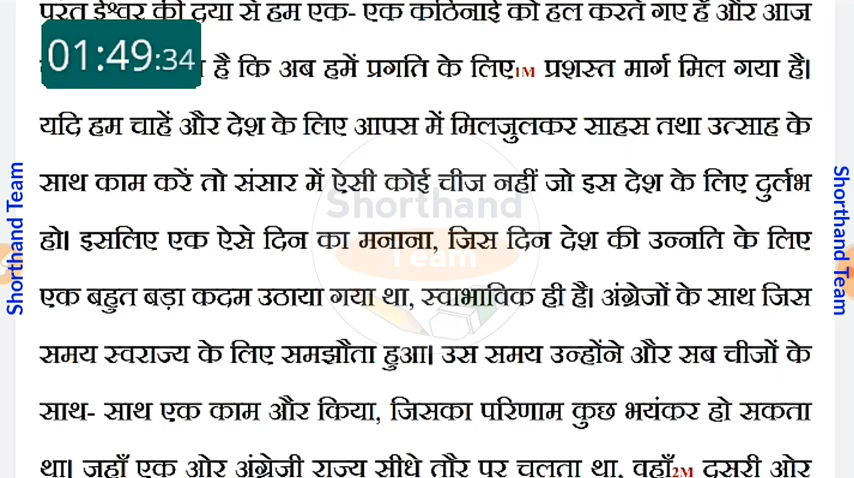 परंतु ईश्वर की दया से हम एक- एक कठिनाई को हल करते गए हैं और आज
01:49:34
है कि अब हमें प्रगति के लिए1M प्रशस्त मार्ग मिल गया है।
यदि हम चाहें और देश के लिए आपस में मिलजुलकर साहस तथा उत्साह के
साथ काम करें तो संसार में ऐसी कोई चीज नहीं जो इस देश के लिए दुर्लभ
हो। इसलिए एक ऐसे दिन का मनाना, जिस दिन देश की उन्नति के लिए
एक बहुत बड़ा कदम उठाया गया था, स्वाभाविक ही है। अंग्रेजों के साथ जिस
समय स्वराज्य के लिए समझौता हुआ। उस समय उन्होंने और सब चीजों के
साथ- साथ एक काम और किया, जिसका परिणाम कुछ भयंकर हो सकता
था। जहाँ एक ओर अंग्रेजी राज्य सीधे तौर पर चलता था, वहाँ2M दूसरी ओर
Shorthand Team
Shorthand
Team
Shorthand Team